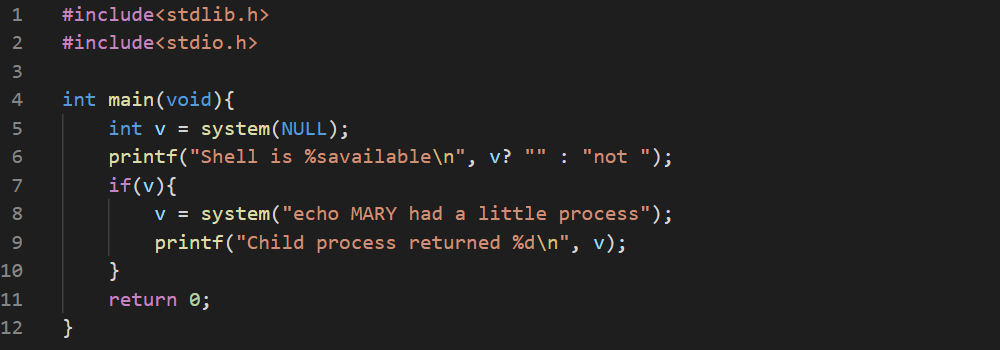 1 #include<stdlib.h>
2 #include<stdio.h>
3
4 int main(void){
5     int v = system(NULL);
6     printf("Shell is %savailable\n", v? "" : "not ");
7     if(v){
8         v = system("echo MARY had a little process");
9         printf("Child process returned %d\n", v);
10     }
11     return 0;
12 }